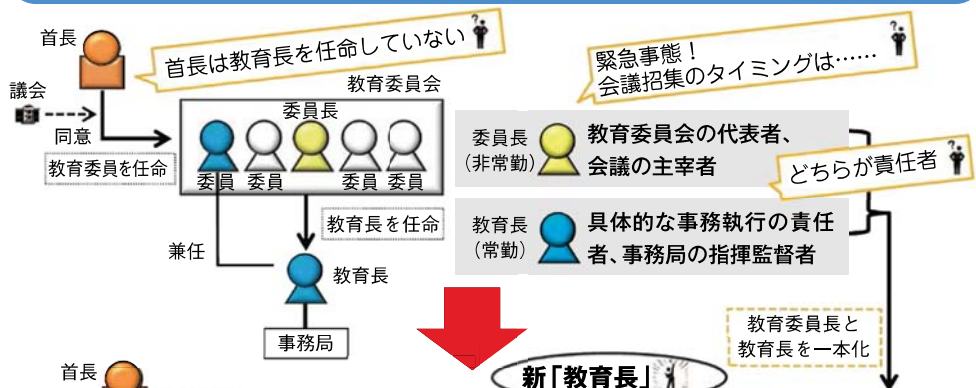 首長
首長は教育長を任命していない
?
議会
同意
教育委員を任命
教育委員会
委員長
委員
委員
委員
委員
教育長を任命
兼任
教育長
事務局
緊急事態!
会議招集のタイミングは……
?
委員長
(非常勤)
教育委員会の代表者、
会議の主宰者
どちらが責任者
?
教育長
(常勤)
具体的な事務執行の責任
者、事務局の指揮監督者
教育委員長と
教育長を一本化
首長
新「教育長」